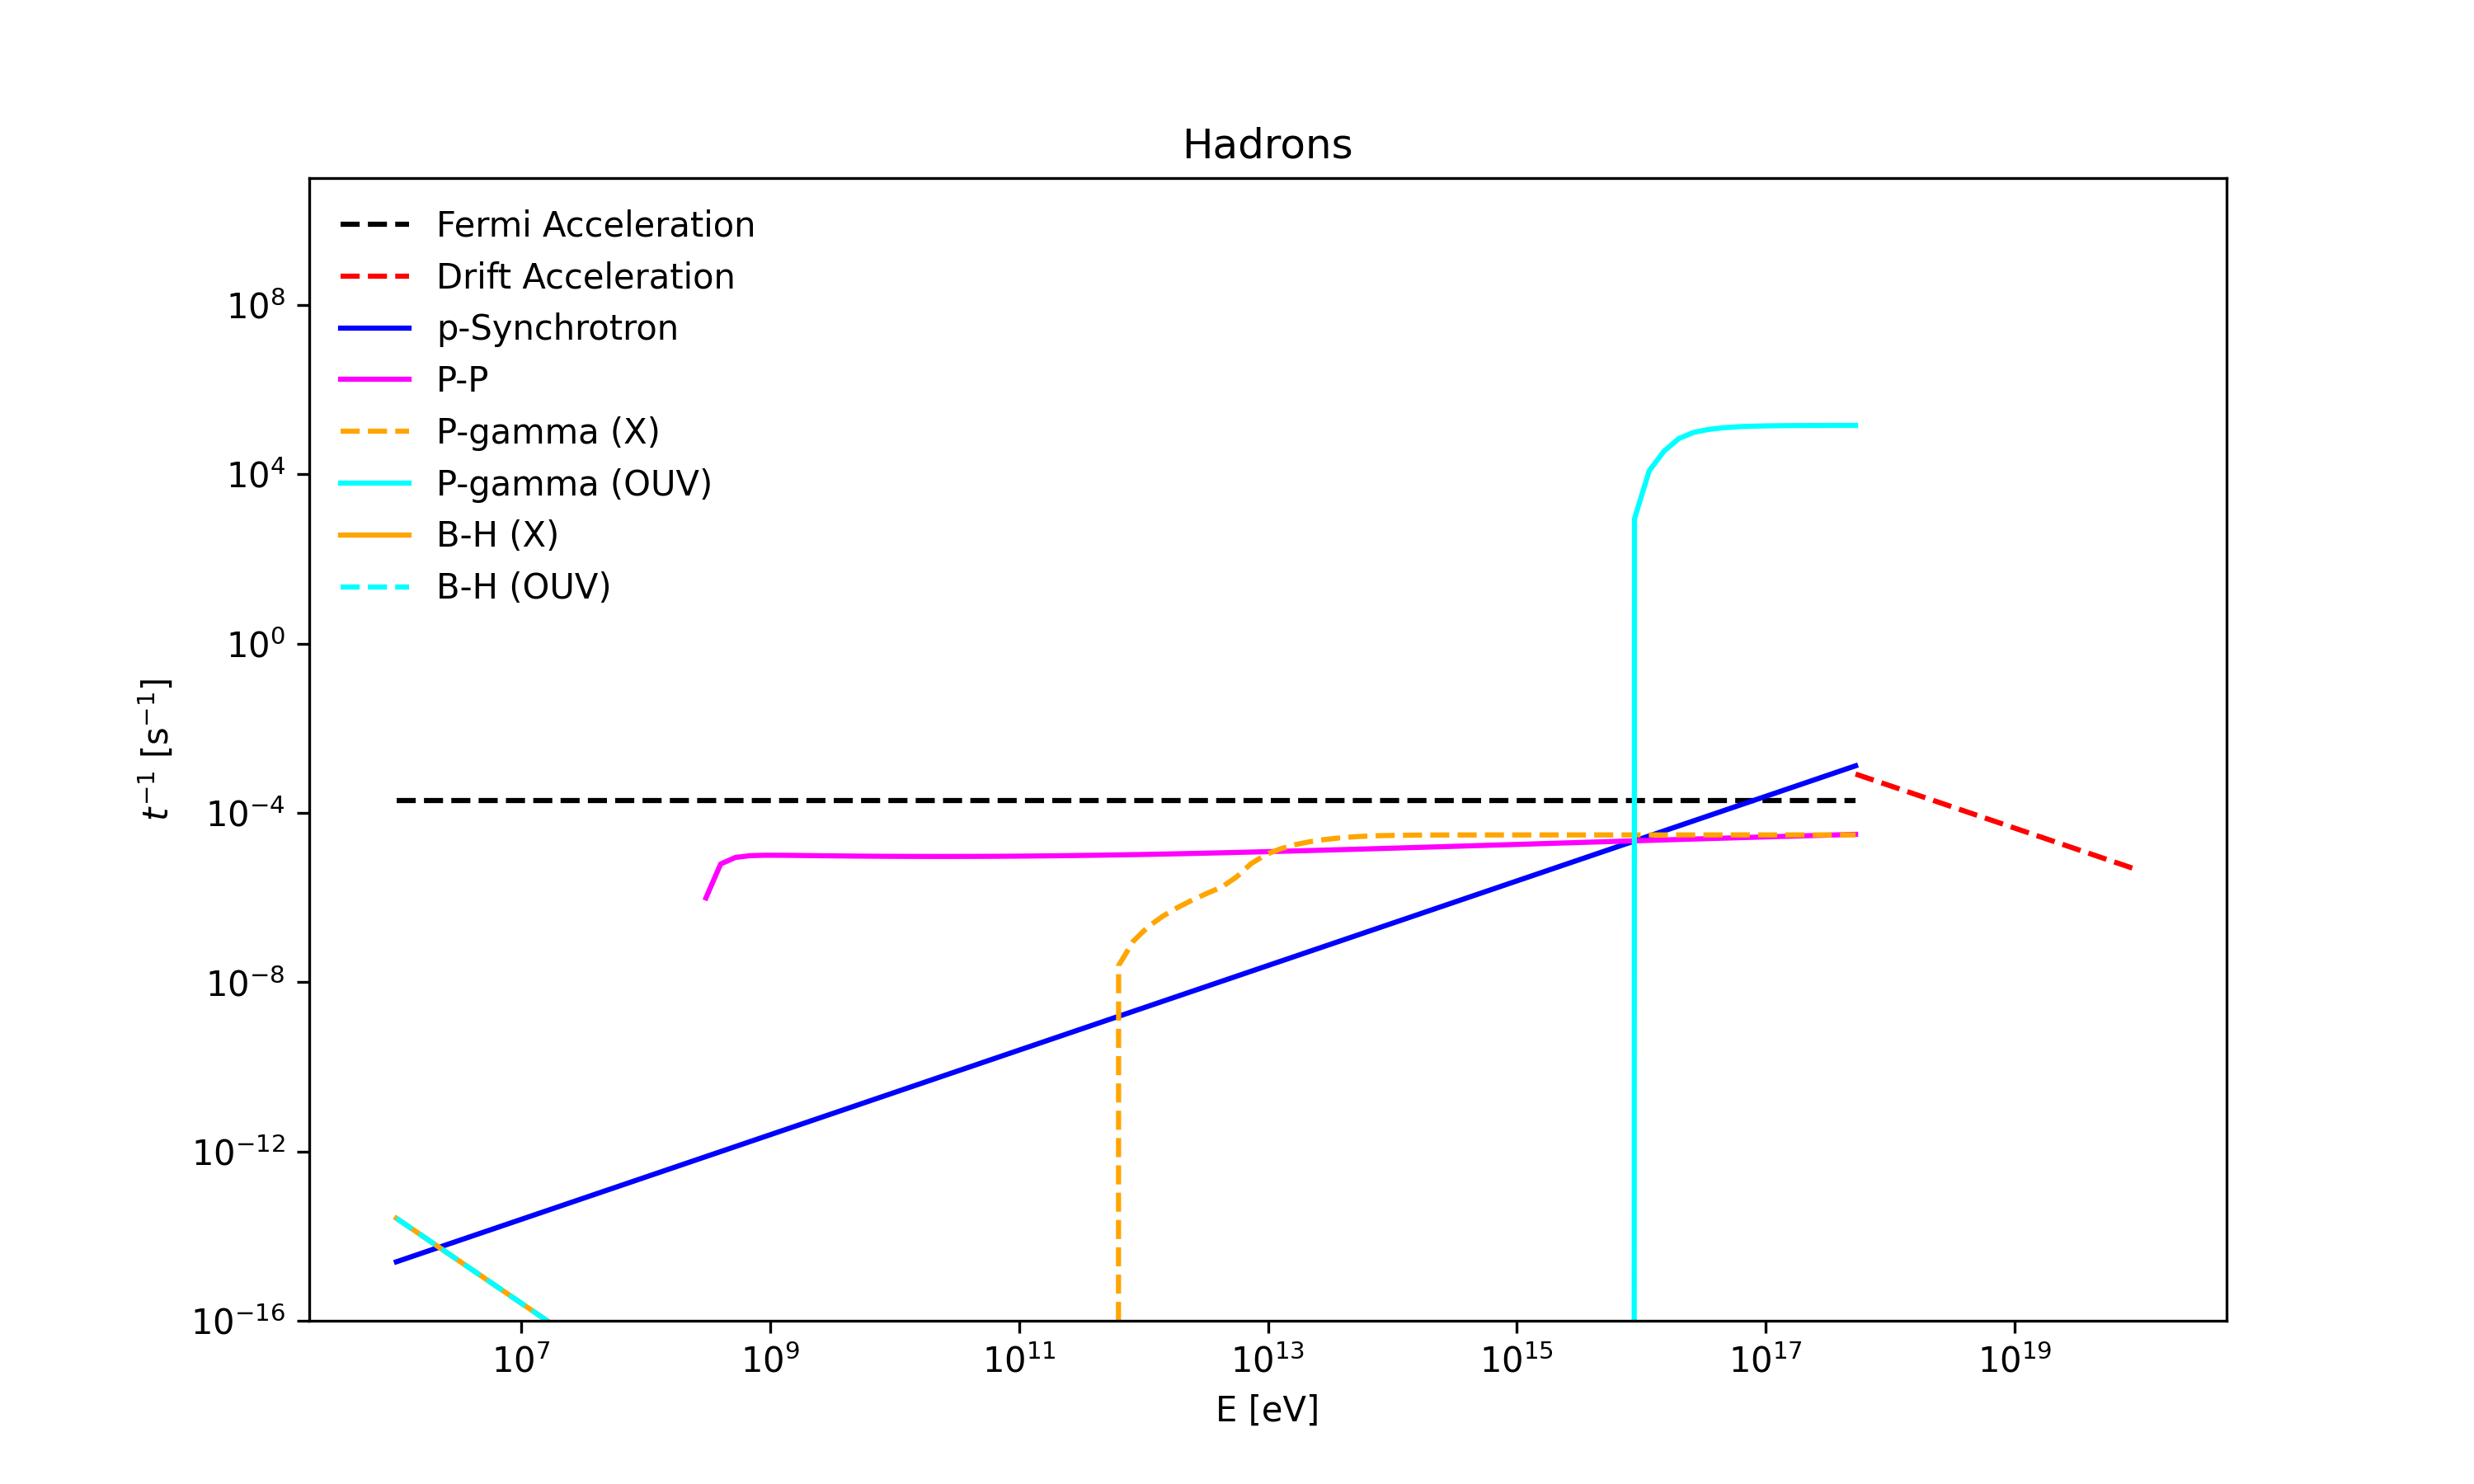 Hadrons
Fermi Acceleration
Drift Acceleration
p-Synchrotron
P-P
P-gamma (X)
P-gamma (OUV)
B-H (X)
B-H (OUV)
10⁸
10⁴
10⁰
10⁻⁴
10⁻⁸
10⁻¹²
10⁻¹⁶
t⁻¹ [s⁻¹]
10⁷ 10⁹ 10¹¹ 10¹³ 10¹⁵ 10¹⁷ 10¹⁹
E [eV]